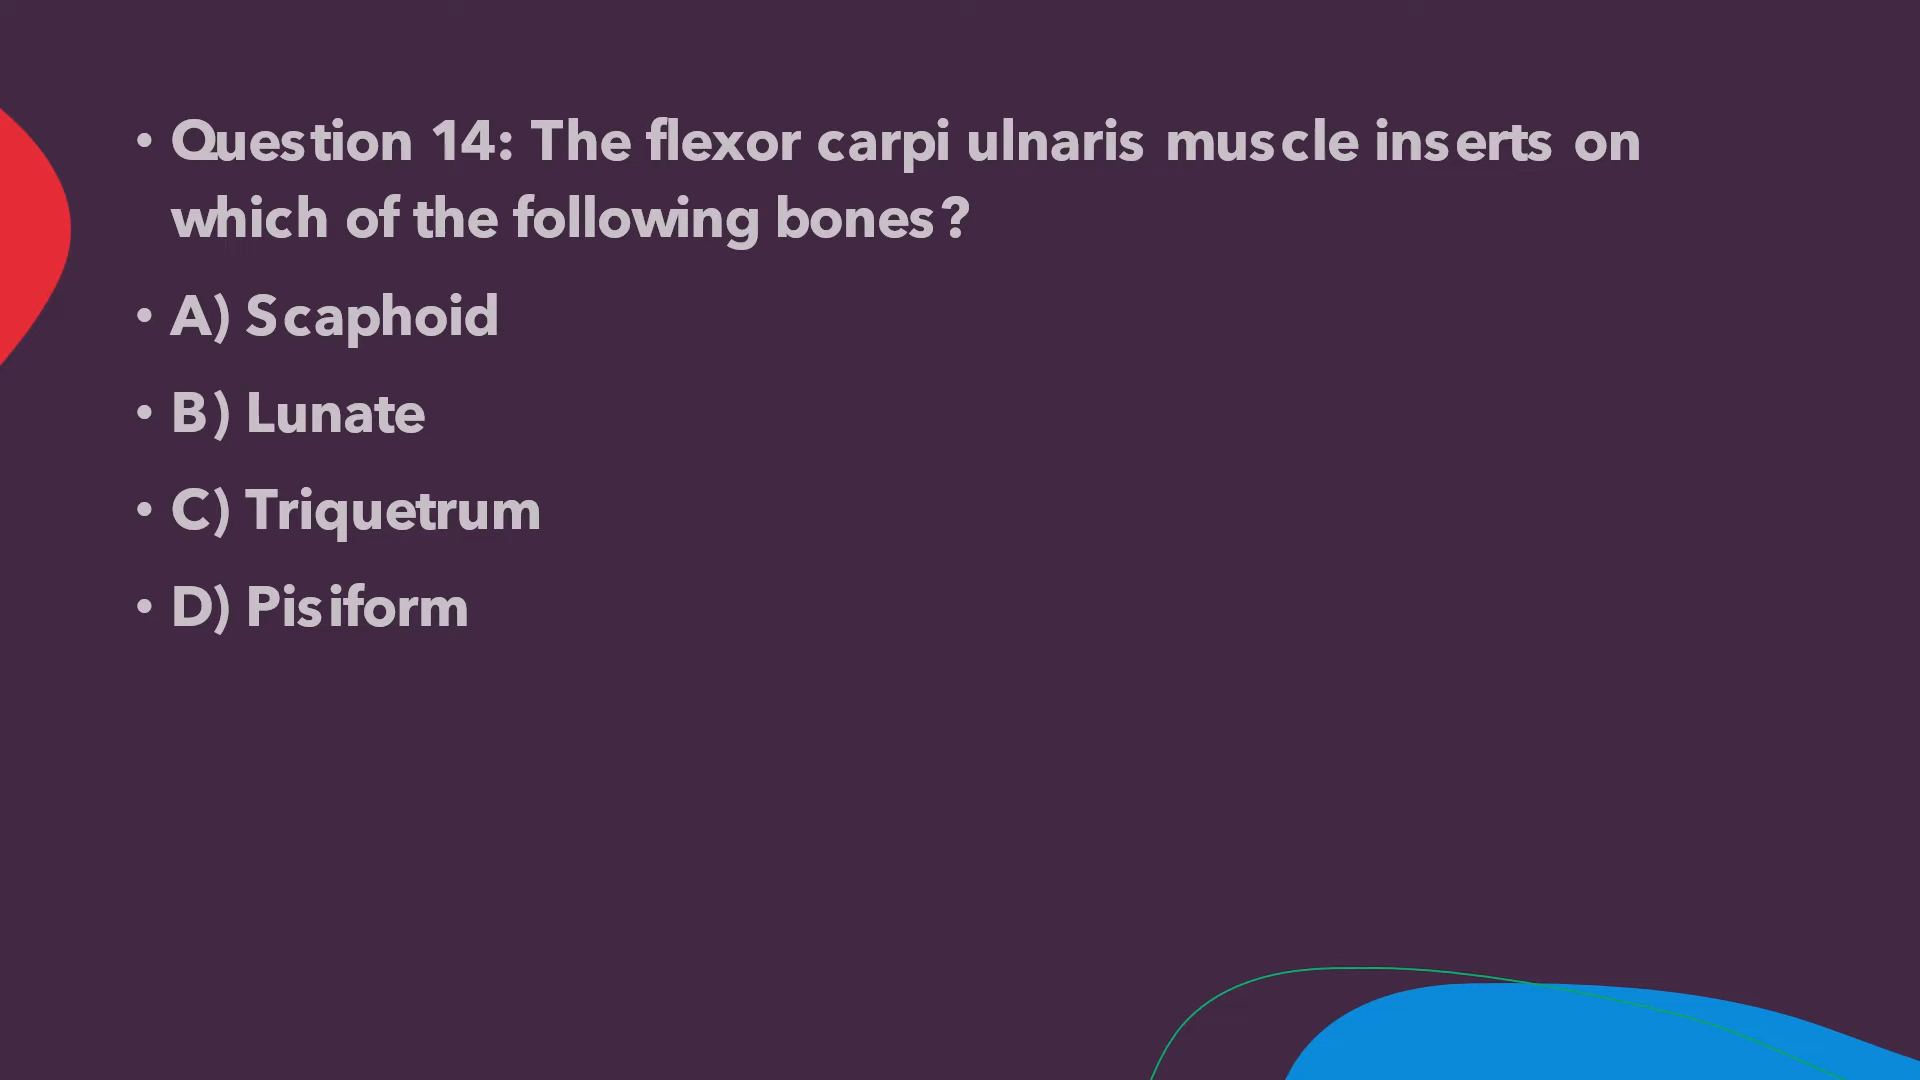 • Question 14: The flexor carpi ulnaris muscle inserts on
which of the following bones?
• A) Scaphoid
• B) Lunate
• C) Triquetrum
• D) Pisiform